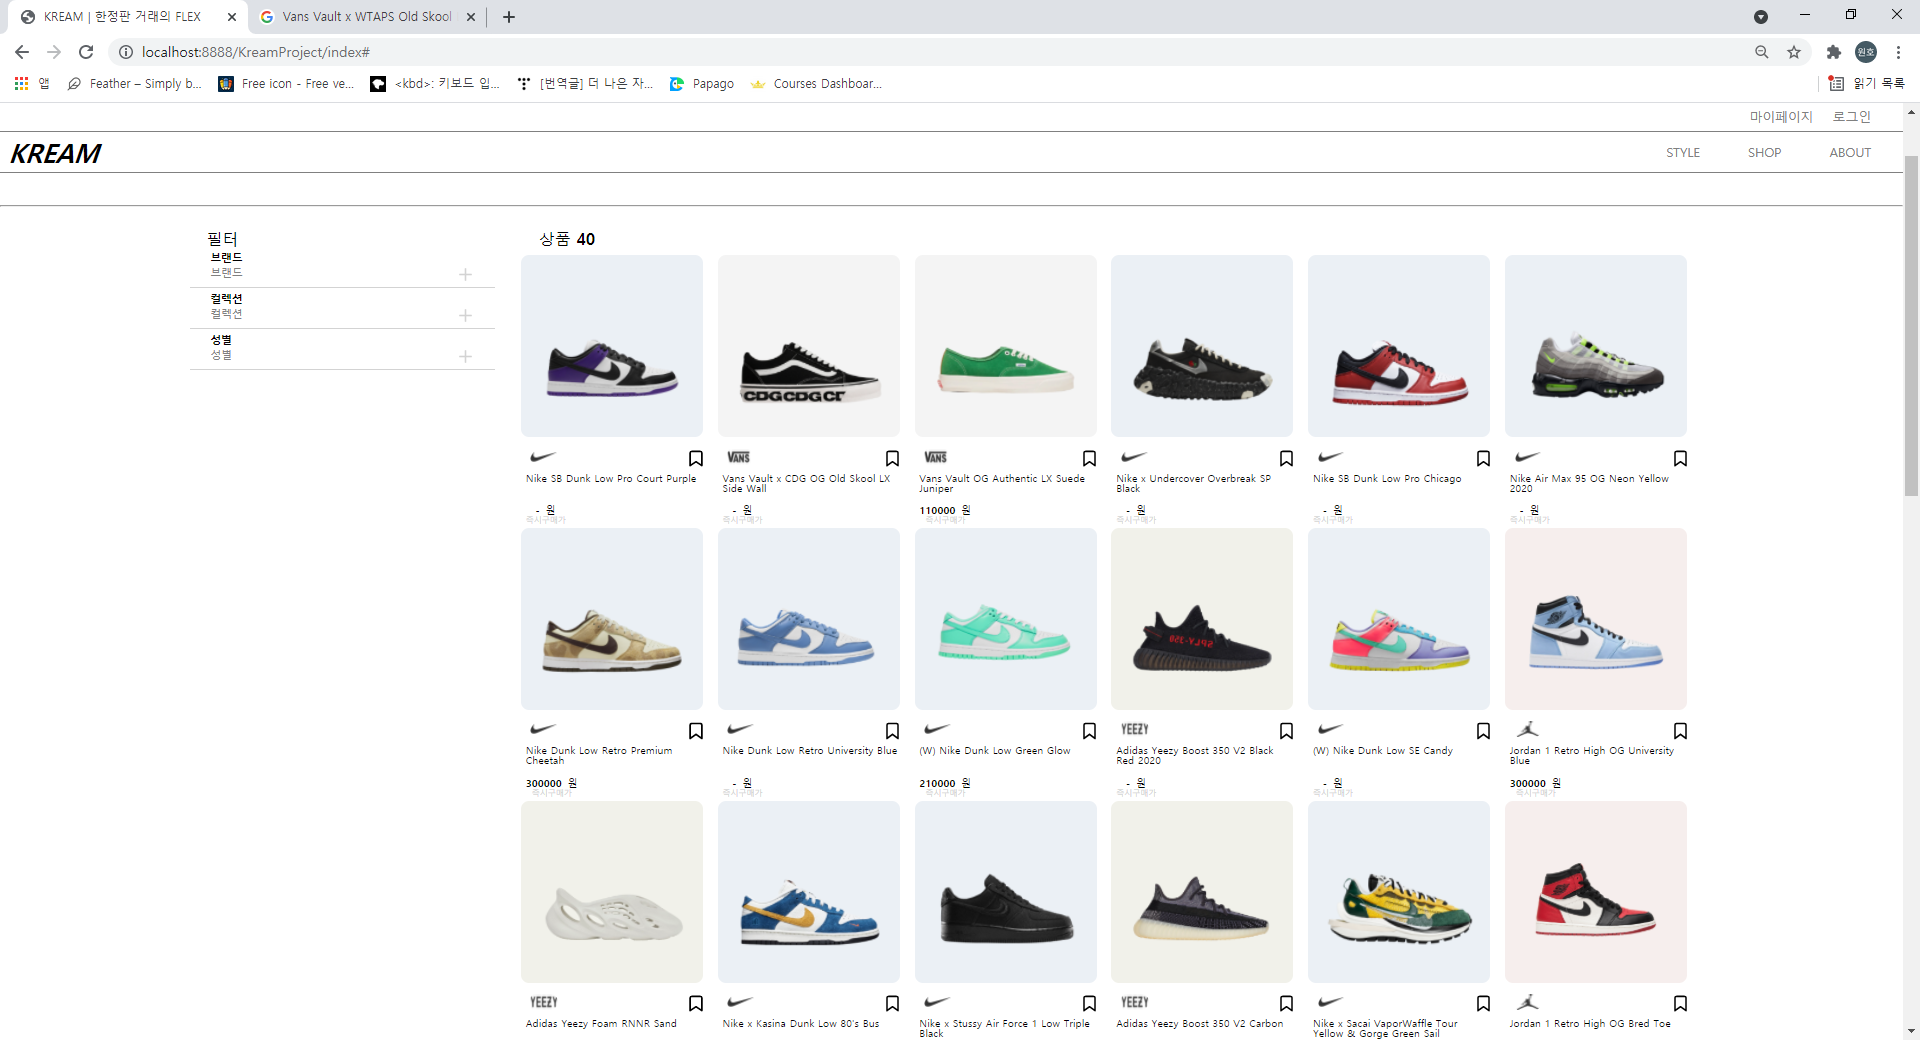 KREAM | 한정판 거래의 FLEX
Vans Vault x WTAPS Old Skool
localhost:8888/KreamProject/index#
원호
앱
Feather – Simply b...
Free icon - Free ve...
<kbd>: 키보드 입...
[번역글] 더 나은 자...
Papago
Courses Dashboar...
읽기 목록
마이페이지 로그인
KREAM
STYLE SHOP ABOUT
필터
브랜드
브랜드
컬렉션
컬렉션
성별
성별
상품 40
CDG CDG CD
Nike SB Dunk Low Pro Court Purple
- 원
즉시구매가
VANS
Vans Vault x CDG OG Old Skool LX
Side Wall
- 원
즉시구매가
VANS
Vans Vault OG Authentic LX Suede
Juniper
110000 원
즉시구매가
Nike x Undercover Overbreak SP
Black
- 원
즉시구매가
Nike SB Dunk Low Pro Chicago
- 원
즉시구매가
Nike Air Max 95 OG Neon Yellow
2020
- 원
즉시구매가
Nike Dunk Low Retro Premium
Cheetah
300000 원
즉시구매가
Nike Dunk Low Retro University Blue
- 원
즉시구매가
(W) Nike Dunk Low Green Glow
210000 원
즉시구매가
SPLY-350
YEEZY
Adidas Yeezy Boost 350 V2 Black
Red 2020
- 원
즉시구매가
(W) Nike Dunk Low SE Candy
- 원
즉시구매가
Jordan 1 Retro High OG University
Blue
300000 원
즉시구매가
YEEZY
Adidas Yeezy Foam RNNR Sand
Nike x Kasina Dunk Low 80's Bus
Nike x Stussy Air Force 1 Low Triple
Black
YEEZY
Adidas Yeezy Boost 350 V2 Carbon
Nike x Sacai VaporWaffle Tour
Yellow & Gorge Green Sail
Jordan 1 Retro High OG Bred Toe